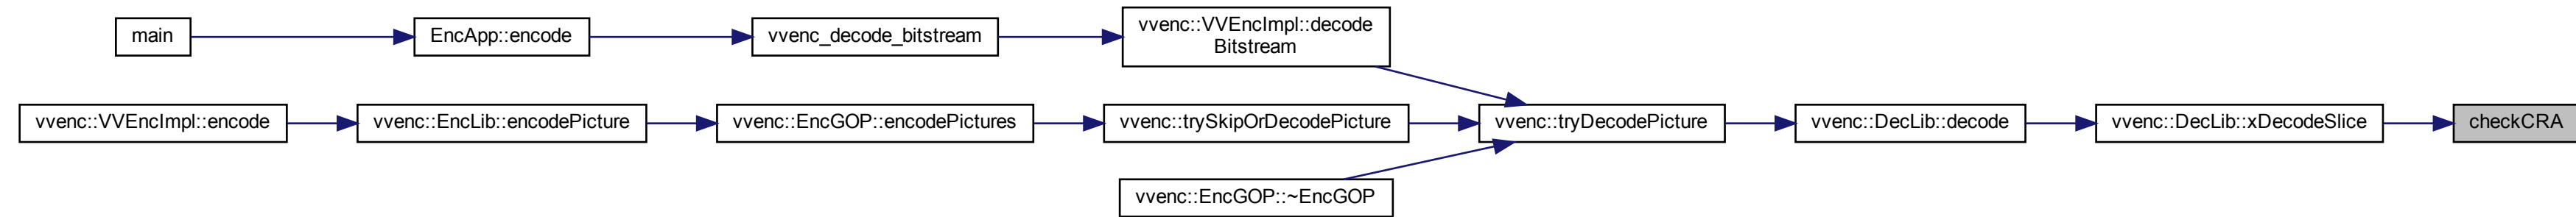 main
EncApp::encode
vvenc_decode_bitstream
vvenc::VVEncImpl::decode
Bitstream
vvenc::VVEncImpl::encode
vvenc::EncLib::encodePicture
vvenc::EncGOP::encodePictures
vvenc::trySkipOrDecodePicture
vvenc::tryDecodePicture
vvenc::DecLib::decode
vvenc::DecLib::xDecodeSlice
checkCRA
vvenc::EncGOP::~EncGOP